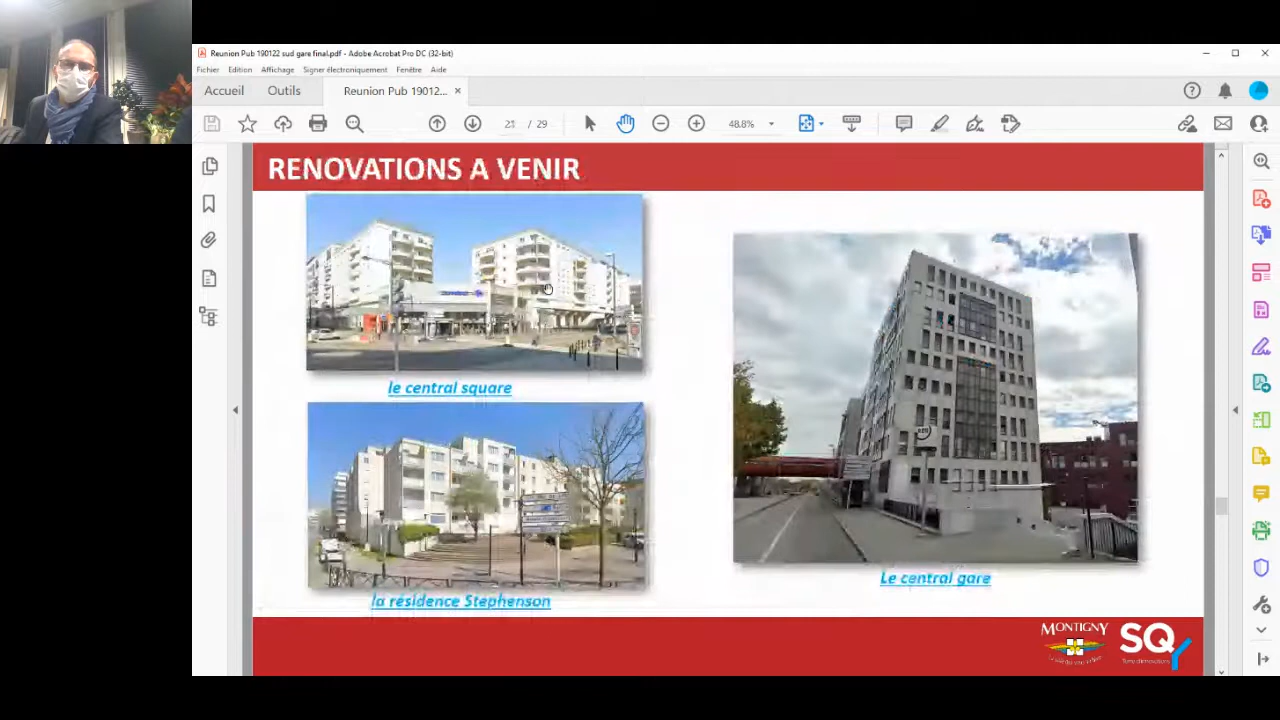 Reunion Pub 190122 sud gare final.pdf - Adobe Acrobat Pro DC (32-bit)
Fichier Edition Affichage Signer électroniquement Fenêtre Aide
Accueil Outils Reunion Pub 19012... ×
21 / 29 48.8%
RENOVATIONS A VENIR
le central square
la résidence Stephenson
Le central gare
MONTIGNY SQY